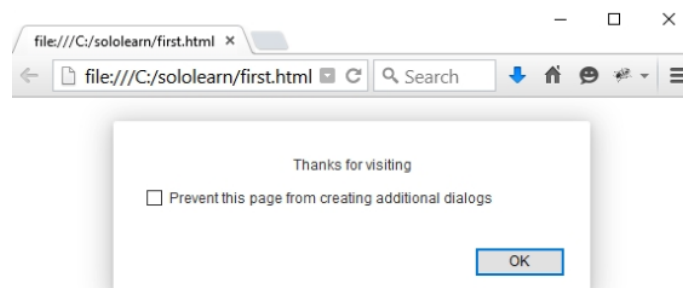 file:///C:/sololearn/first.html ×
file:///C:/sololearn/first.html Search
Thanks for visiting
Prevent this page from creating additional dialogs
OK